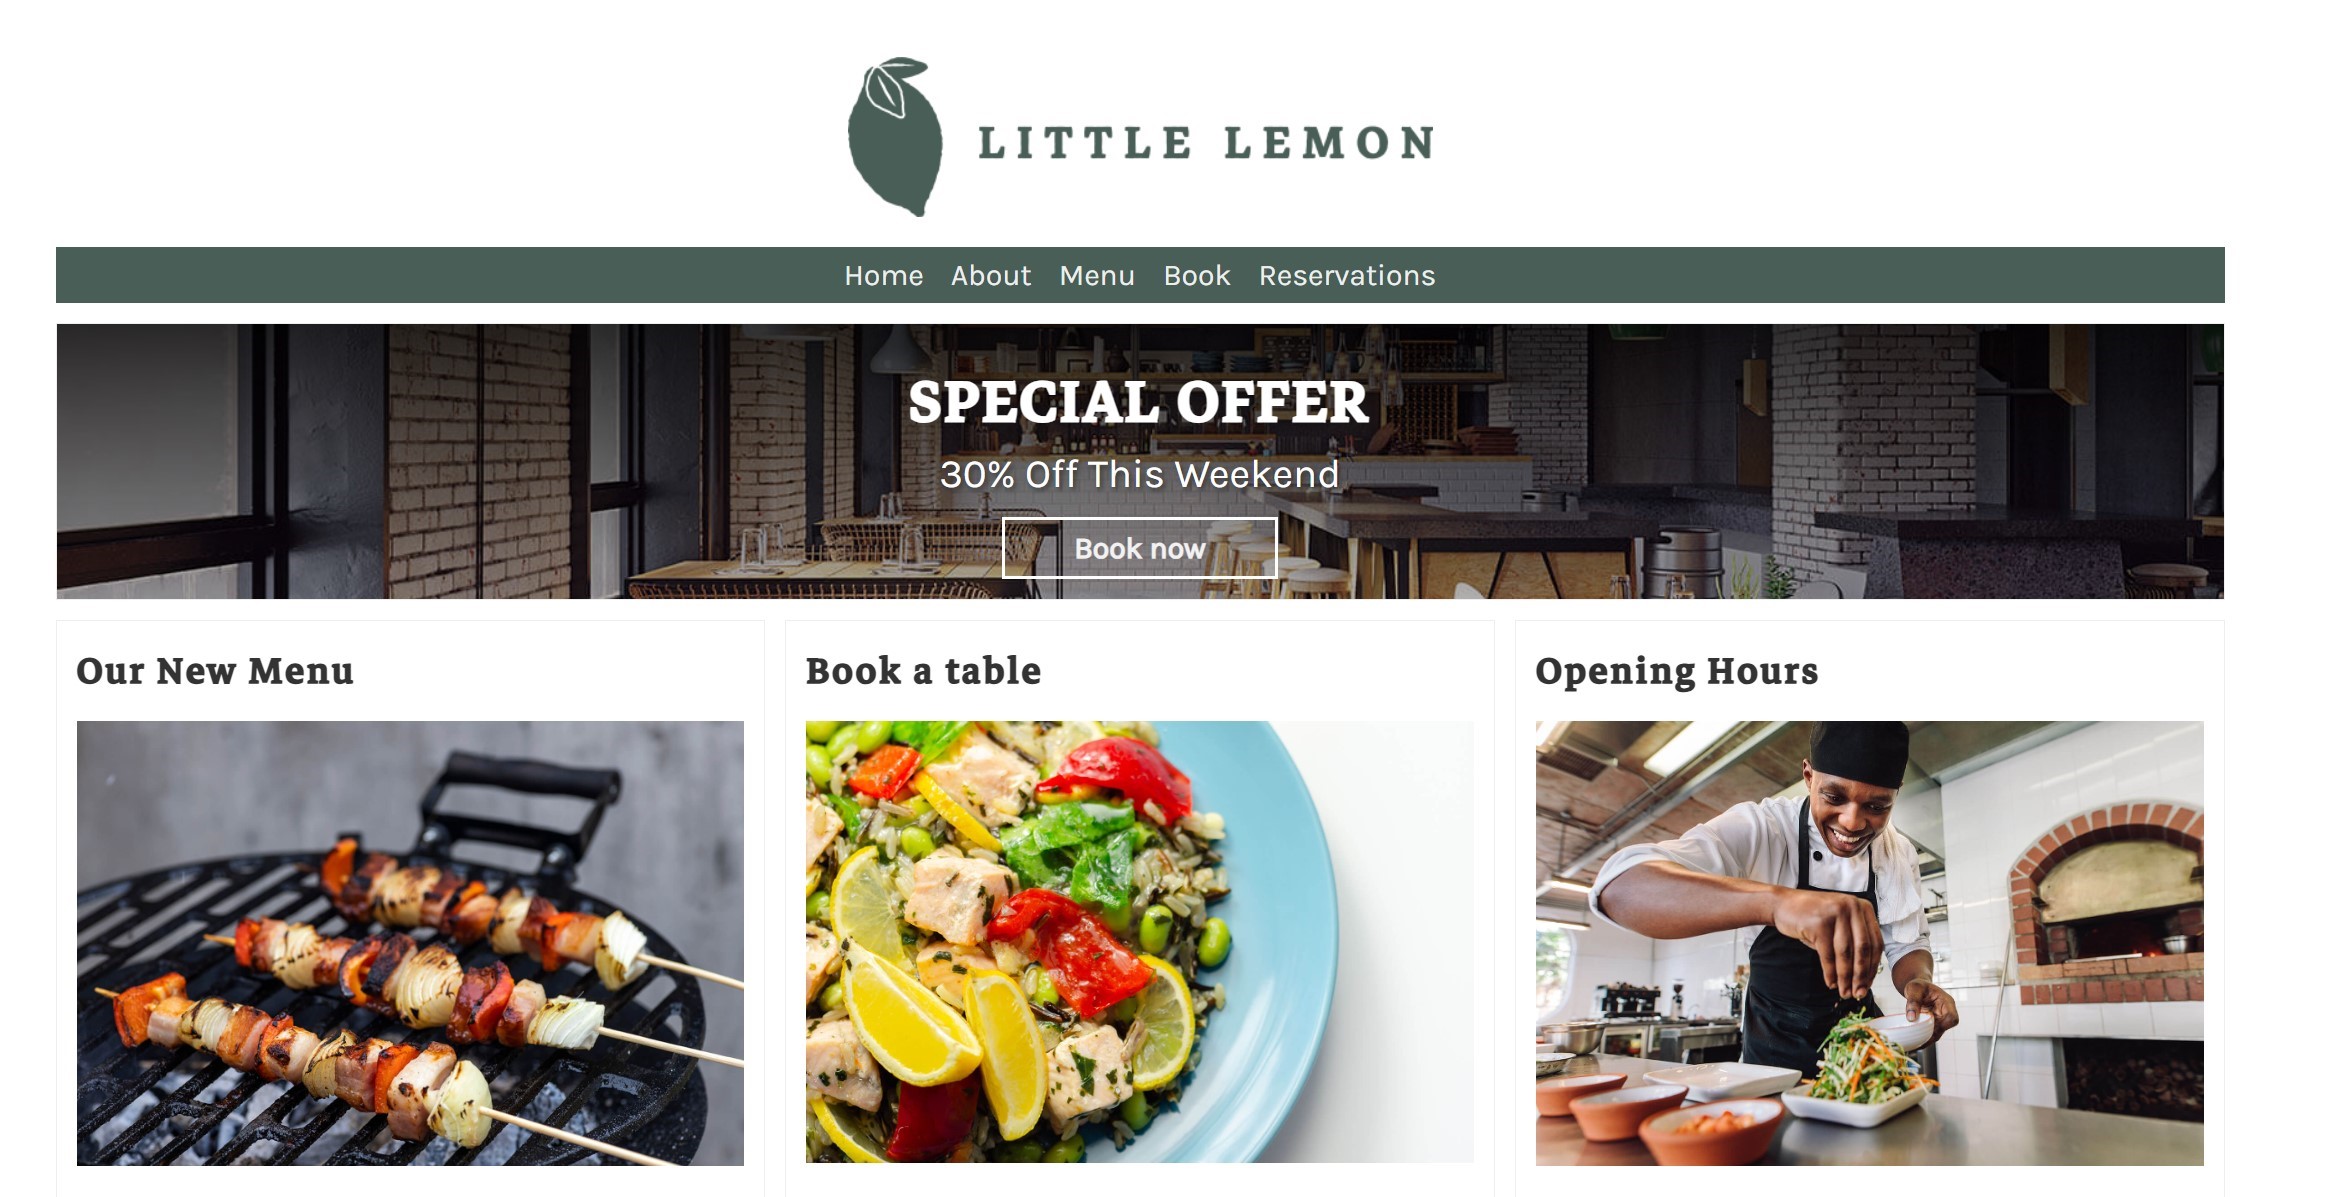 LITTLE LEMON
Home About Menu Book Reservations
SPECIAL OFFER
30% Off This Weekend
Book now
Our New Menu
Book a table
Opening Hours